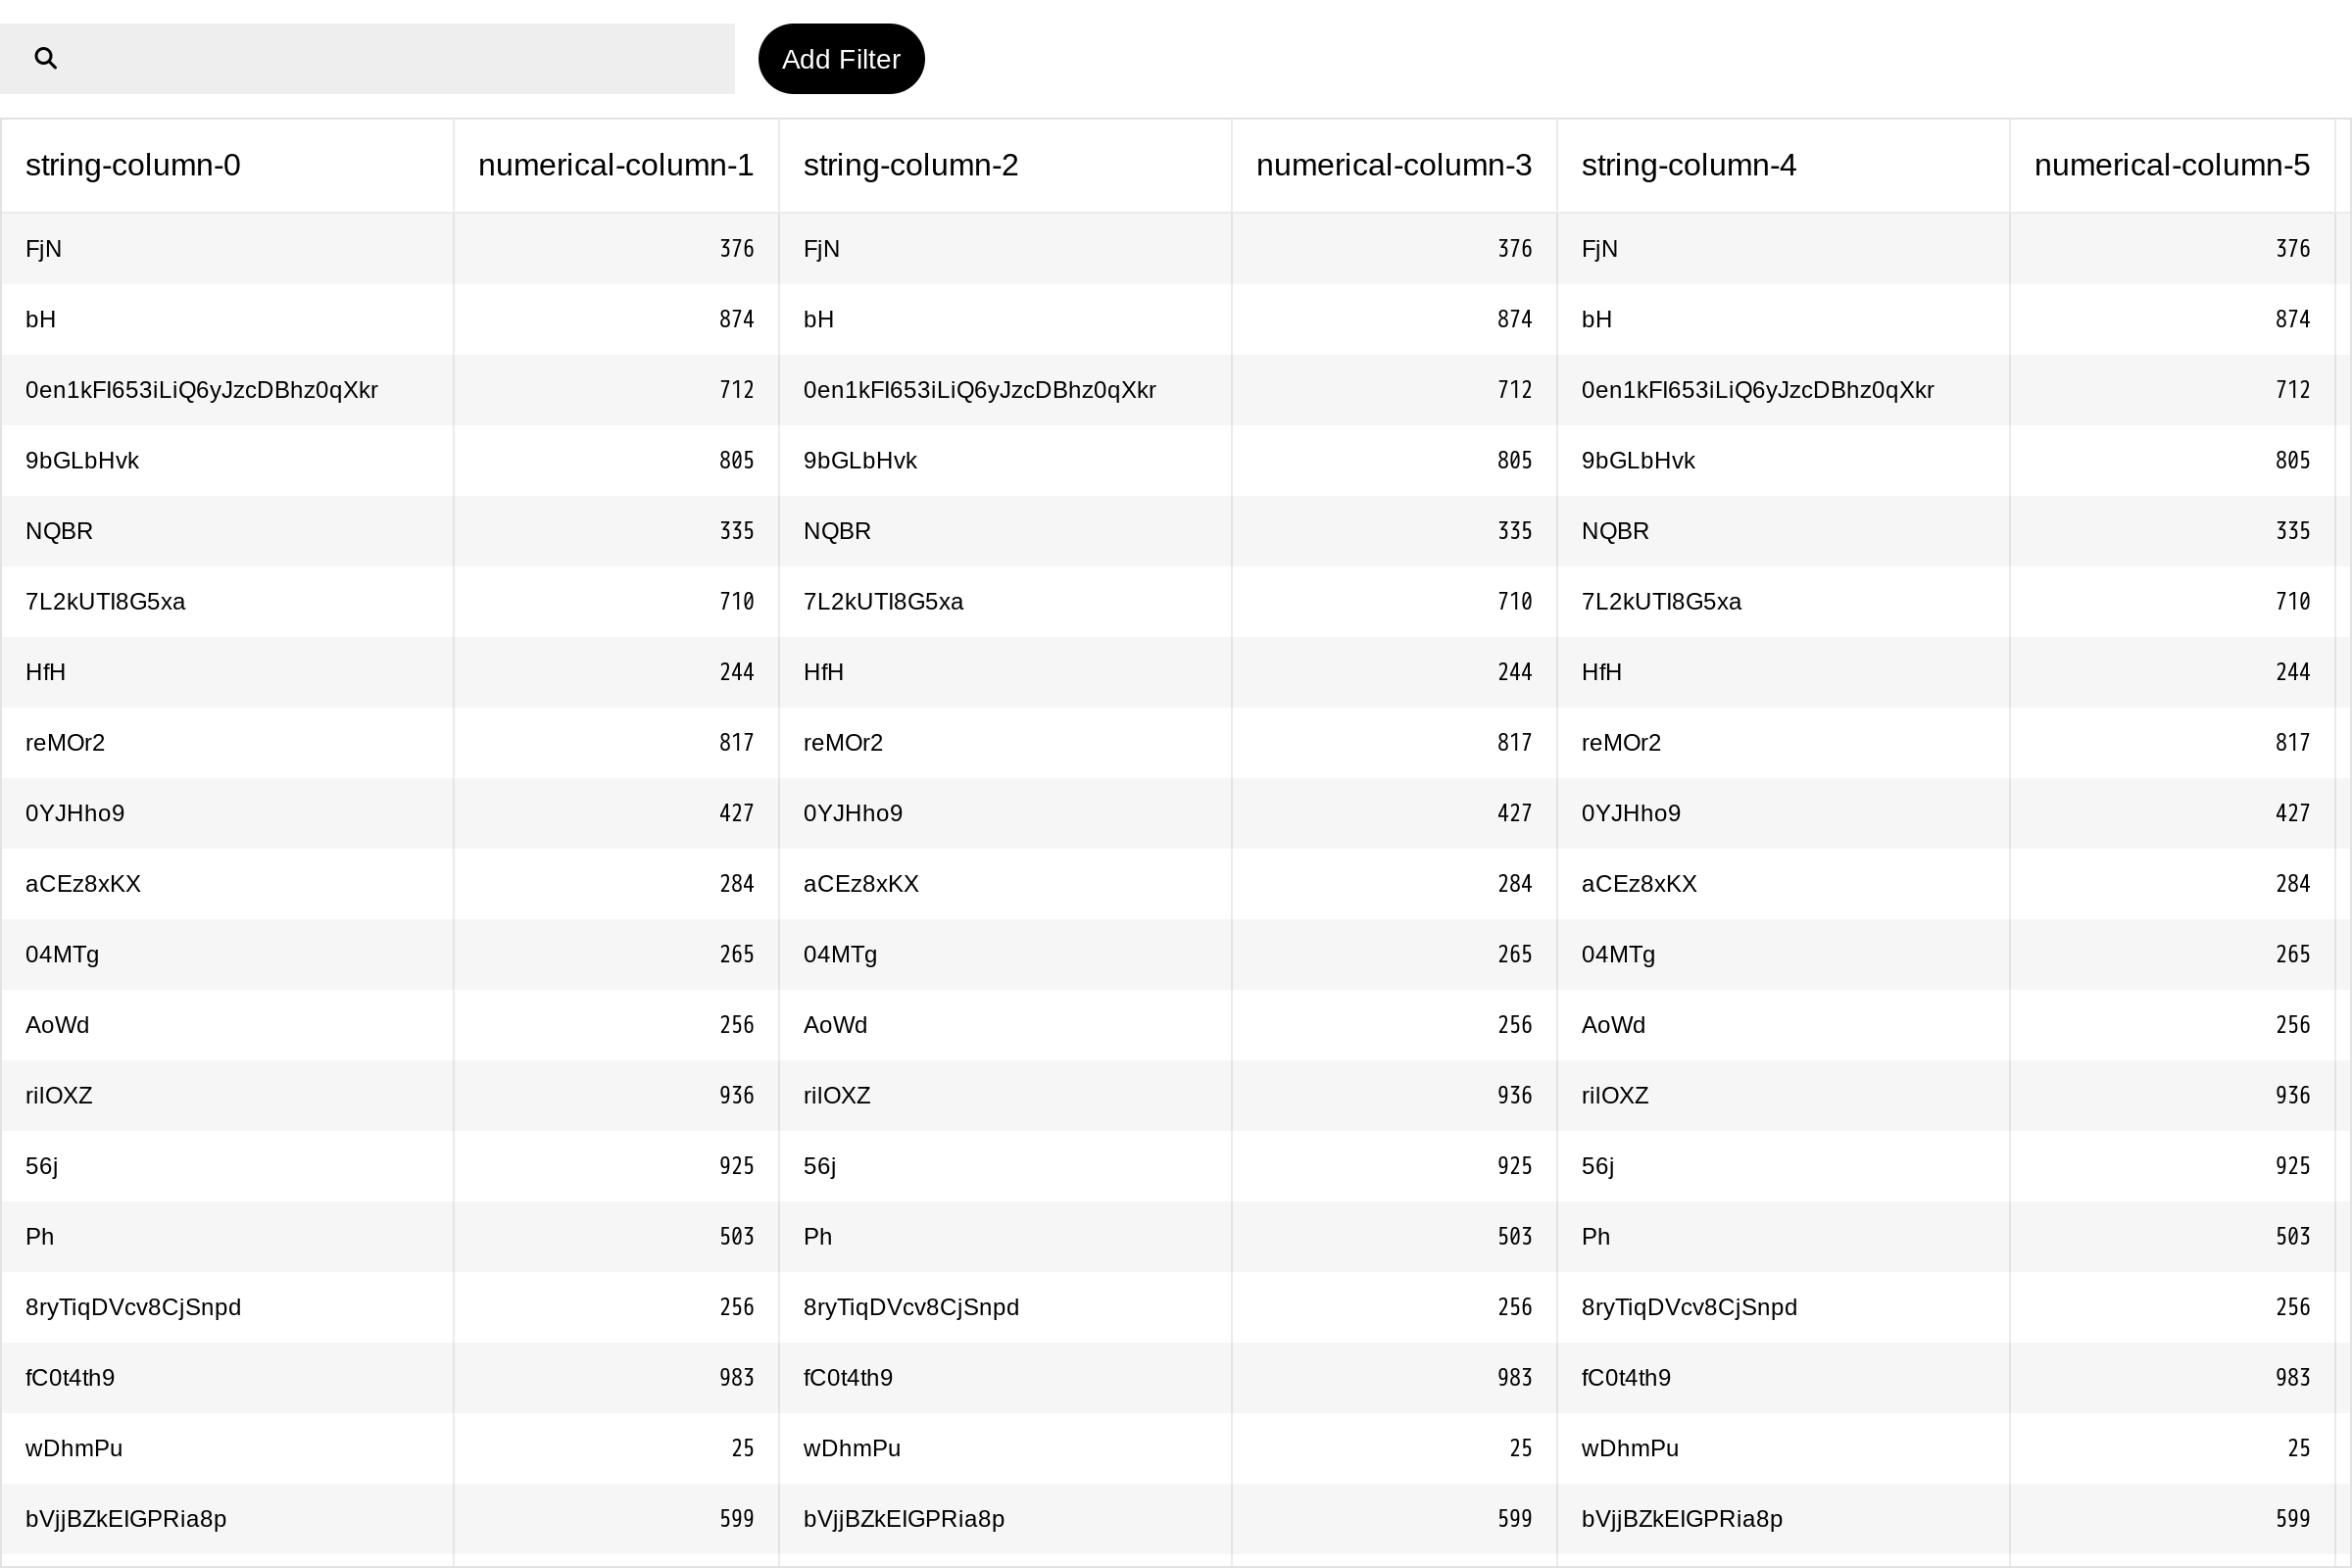 Add Filter
string-column-0 numerical-column-1 string-column-2 numerical-column-3 string-column-4 numerical-column-5
FjN 376 FjN 376 FjN 376
bH 874 bH 874 bH 874
0en1kFl653iLiQ6yJzcDBhz0qXkr 712 0en1kFl653iLiQ6yJzcDBhz0qXkr 712 0en1kFl653iLiQ6yJzcDBhz0qXkr 712
9bGLbHvk 805 9bGLbHvk 805 9bGLbHvk 805
NQBR 335 NQBR 335 NQBR 335
7L2kUTl8G5xa 710 7L2kUTl8G5xa 710 7L2kUTl8G5xa 710
HfH 244 HfH 244 HfH 244
reMOr2 817 reMOr2 817 reMOr2 817
0YJHho9 427 0YJHho9 427 0YJHho9 427
aCEz8xKX 284 aCEz8xKX 284 aCEz8xKX 284
04MTg 265 04MTg 265 04MTg 265
AoWd 256 AoWd 256 AoWd 256
rilOXZ 936 rilOXZ 936 rilOXZ 936
56j 925 56j 925 56j 925
Ph 503 Ph 503 Ph 503
8ryTiqDVcv8CjSnpd 256 8ryTiqDVcv8CjSnpd 256 8ryTiqDVcv8CjSnpd 256
fC0t4th9 983 fC0t4th9 983 fC0t4th9 983
wDhmPu 25 wDhmPu 25 wDhmPu 25
bVjjBZkElGPRia8p 599 bVjjBZkElGPRia8p 599 bVjjBZkElGPRia8p 599